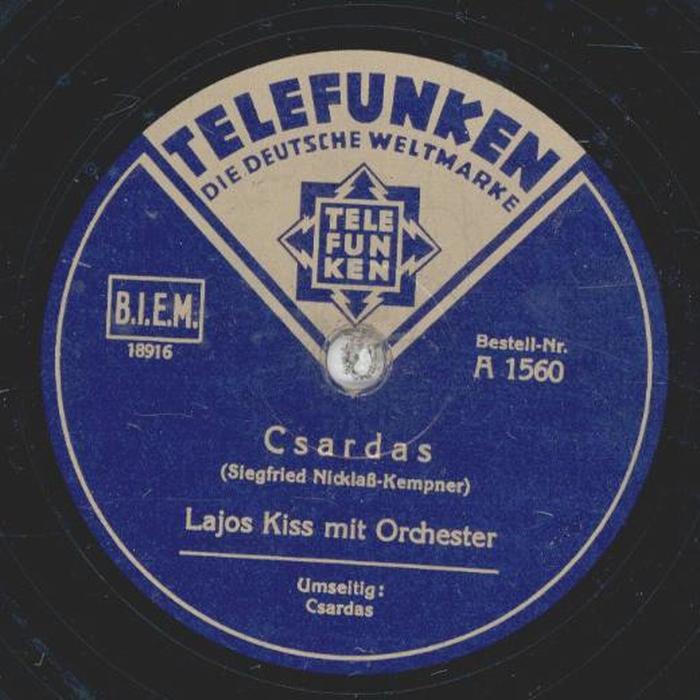 TELEFUNKEN
DIE DEUTSCHE WELTMARKE
TELE
FUN
KEN
B.I.E.M.
18916
Bestell-Nr.
A 1560
Csardas
(Siegfried Nicklaß-Kempner)
Lajos Kiss mit Orchester
Umseitig:
Csardas